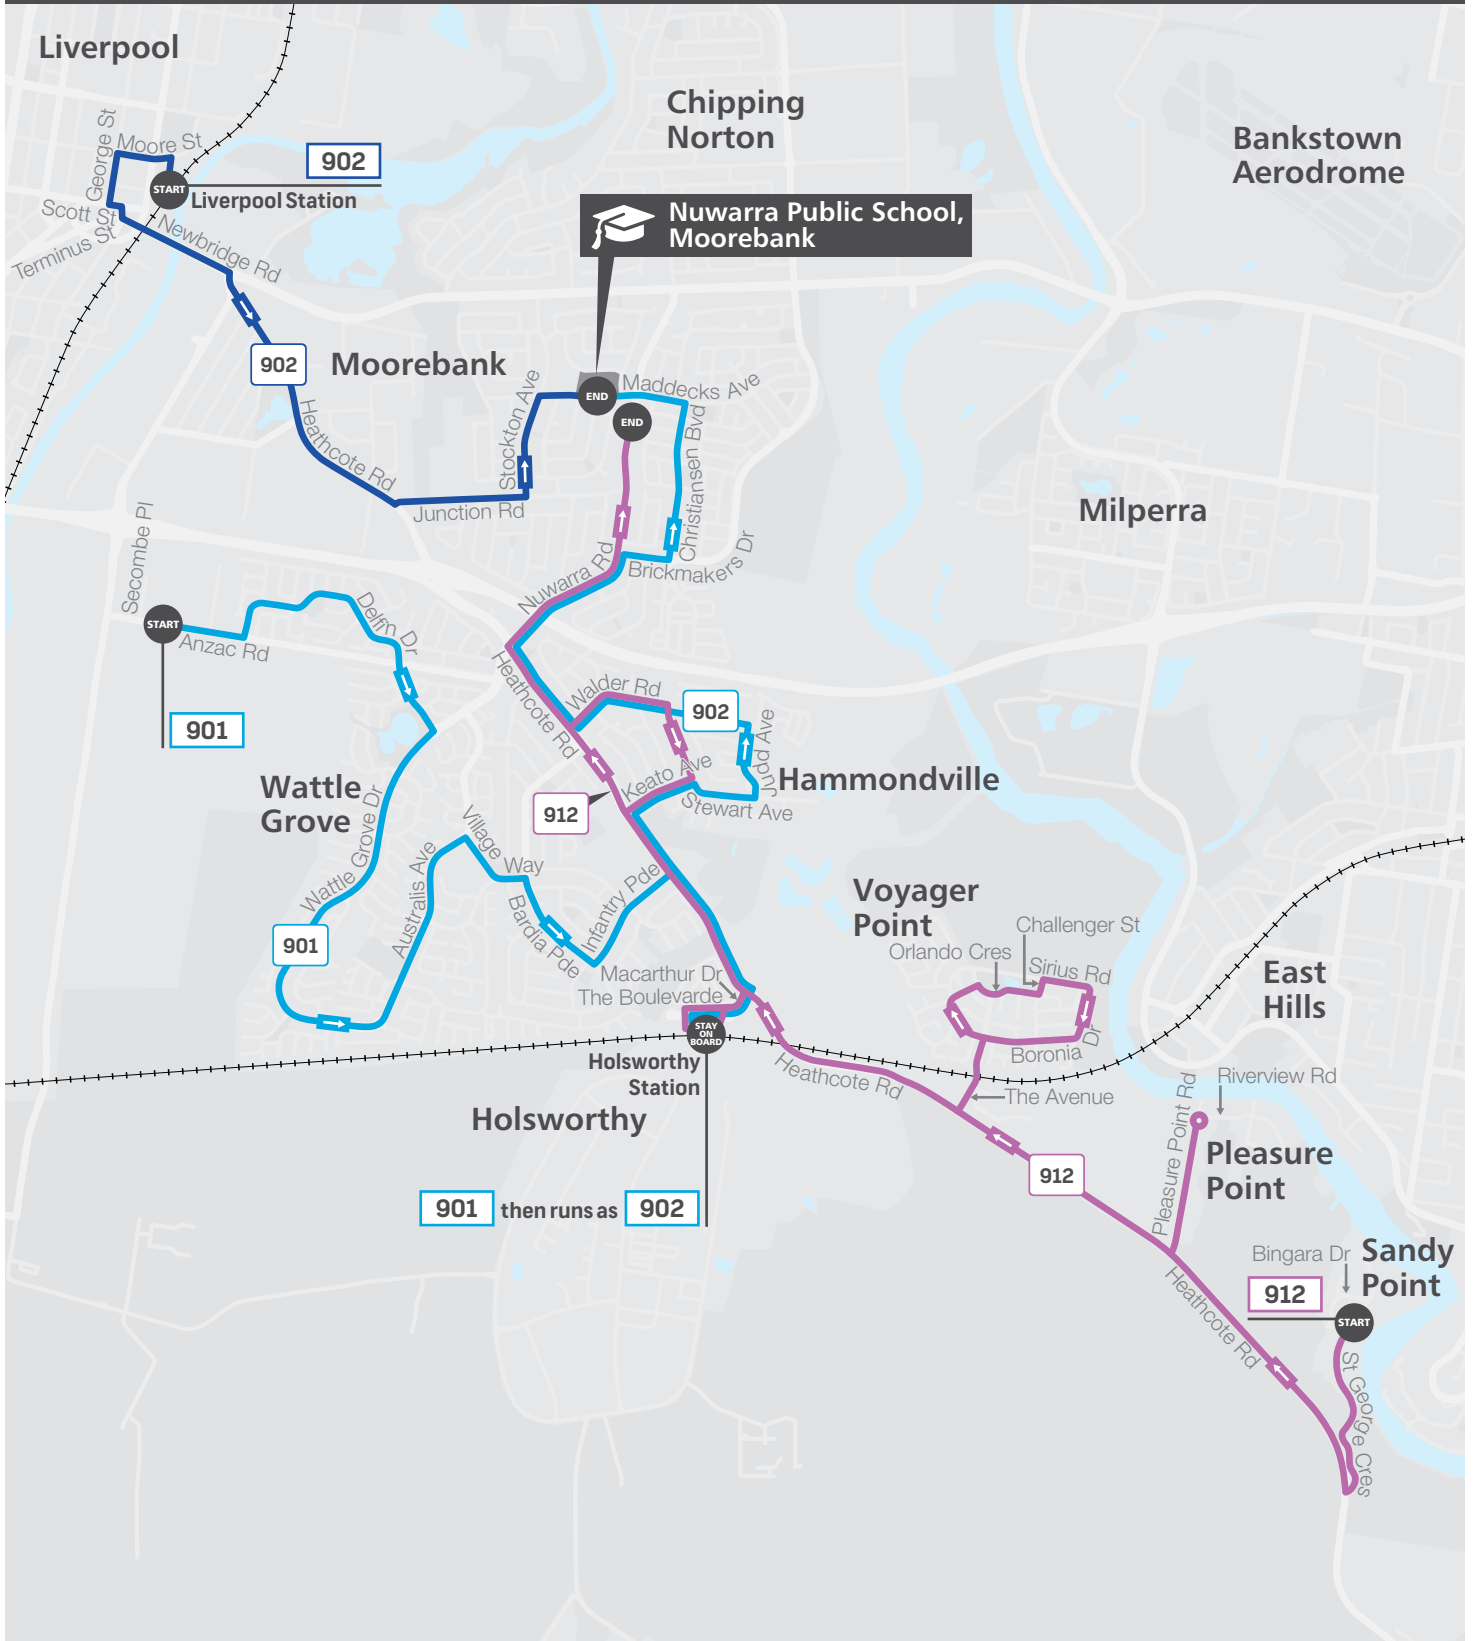 Liverpool
Chipping
Norton
Bankstown
Aerodrome
George St
Moore St
902
START
Liverpool Station
Scott St
Terminus St
Newbridge Rd
Nuwarra Public School,
Moorebank
902
Moorebank
Stockton Ave
END
Maddecks Ave
END
Heathcote Rd
Christiansen Bvd
Junction Rd
Milperra
Secombe Pl
Nuwarra Rd
Brickmakers Dr
START
Anzac Rd
Delfin Dr
Heathcote Rd
Walder Rd
902
Judd Ave
901
Wattle
Grove
Keato Ave
Hammondville
Stewart Ave
912
Wattle Grove Dr
Village Way
Australis Ave
Infantry Pde
Bardia Pde
901
Voyager
Point
Challenger St
Orlando Cres
Sirius Rd
East
Hills
Macarthur Dr
The Boulevarde
STAY
ON
BOARD
Boronia Dr
Holsworthy
Station
Heathcote Rd
Riverview Rd
The Avenue
Holsworthy
Pleasure Point Rd
Pleasure
Point
912
901 then runs as 902
Bingara Dr
Sandy
Point
912
START
Heathcote Rd
St George Cres